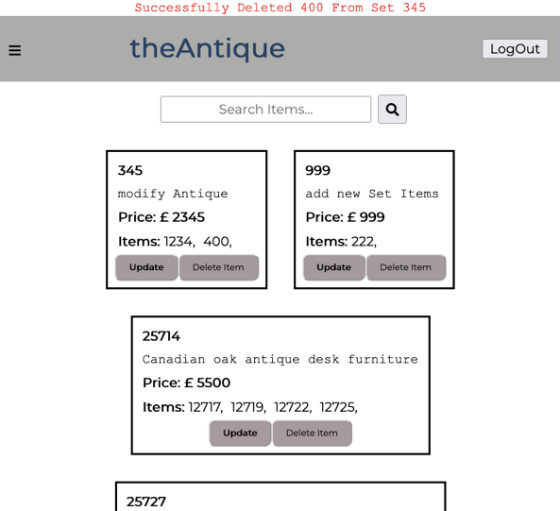 Successfully Deleted 400 From Set 345
theAntique
LogOut
Search Items...
345
modify Antique
Price: £ 2345
Items: 1234, 400,
Update Delete Item
999
add new Set Items
Price: £ 999
Items: 222,
Update Delete Item
25714
Canadian oak antique desk furniture
Price: £ 5500
Items: 12717, 12719, 12722, 12725,
Update Delete Item
25727